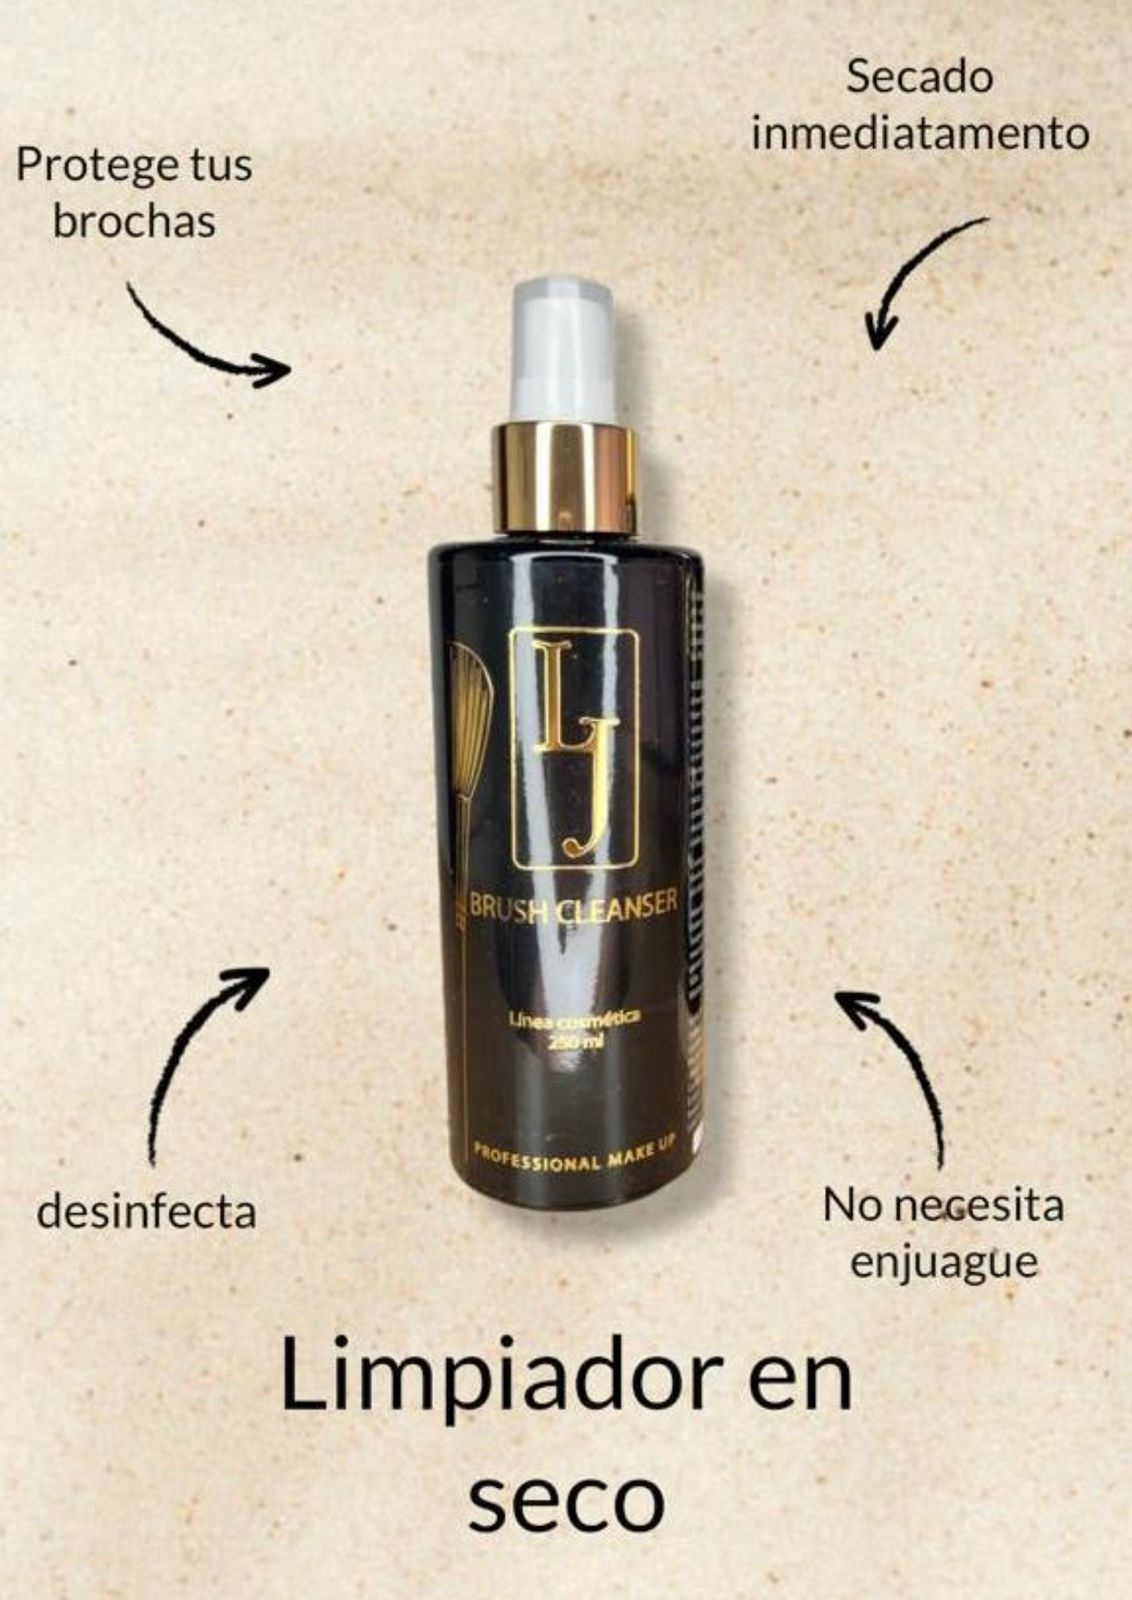 Secado
inmediatamento
Protege tus
brochas
LJ
BRUSH CLEANSER
Línea cosmética
250 ml
PROFESSIONAL MAKE UP
desinfecta
No necesita
enjuague
Limpiador en
seco